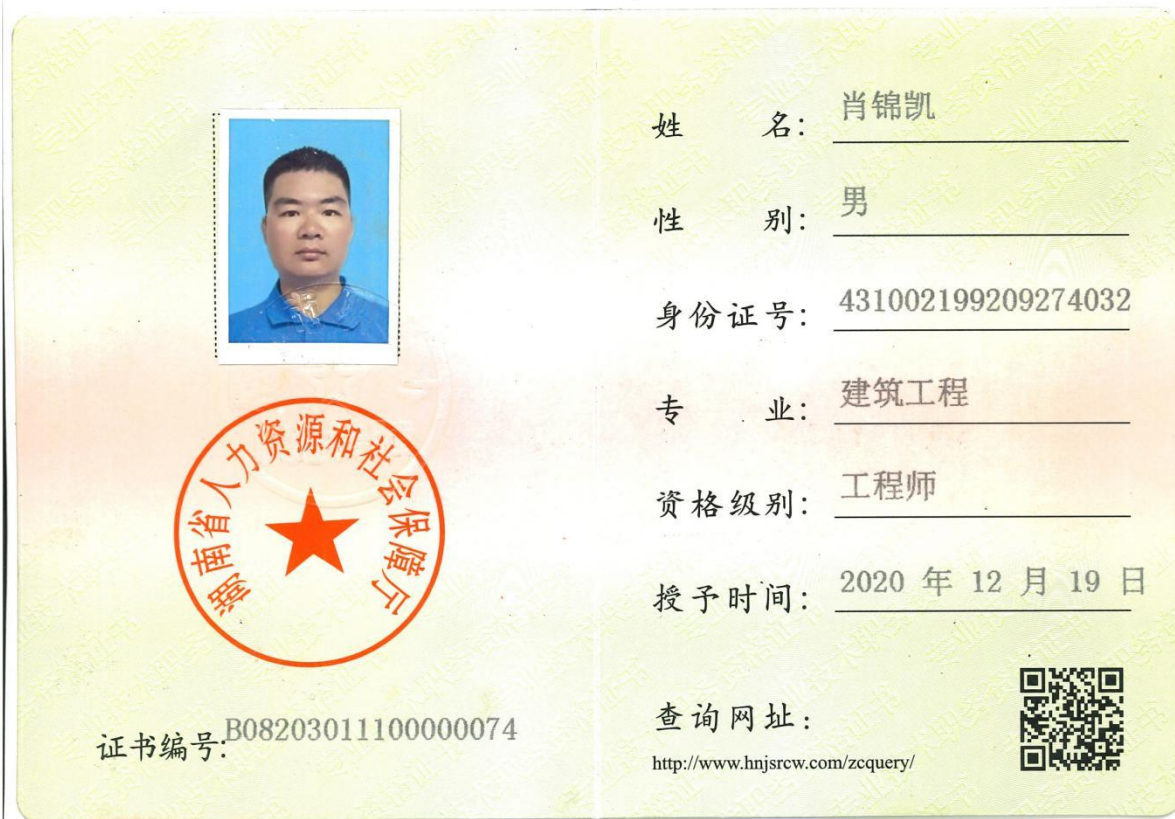 湖南省人力资源和社会保障厅
证书编号:B08203011100000074
姓 名: 肖锦凯
性 别: 男
身份证号: 431002199209274032
专 业: 建筑工程
资格级别: 工程师
授予时间: 2020 年 12 月 19 日
查询网址:
http://www.hnjsrcw.com/zcquery/